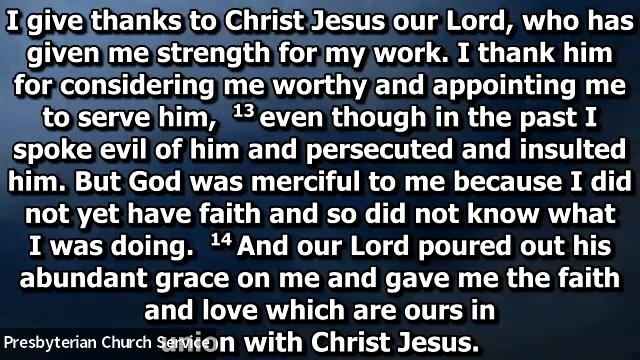 I give thanks to Christ Jesus our Lord, who has
given me strength for my work. I thank him
for considering me worthy and appointing me
to serve him, 13 even though in the past I
spoke evil of him and persecuted and insulted
him. But God was merciful to me because I did
not yet have faith and so did not know what
I was doing. 14 And our Lord poured out his
abundant grace on me and gave me the faith
and love which are ours in
union with Christ Jesus.
Presbyterian Church Service